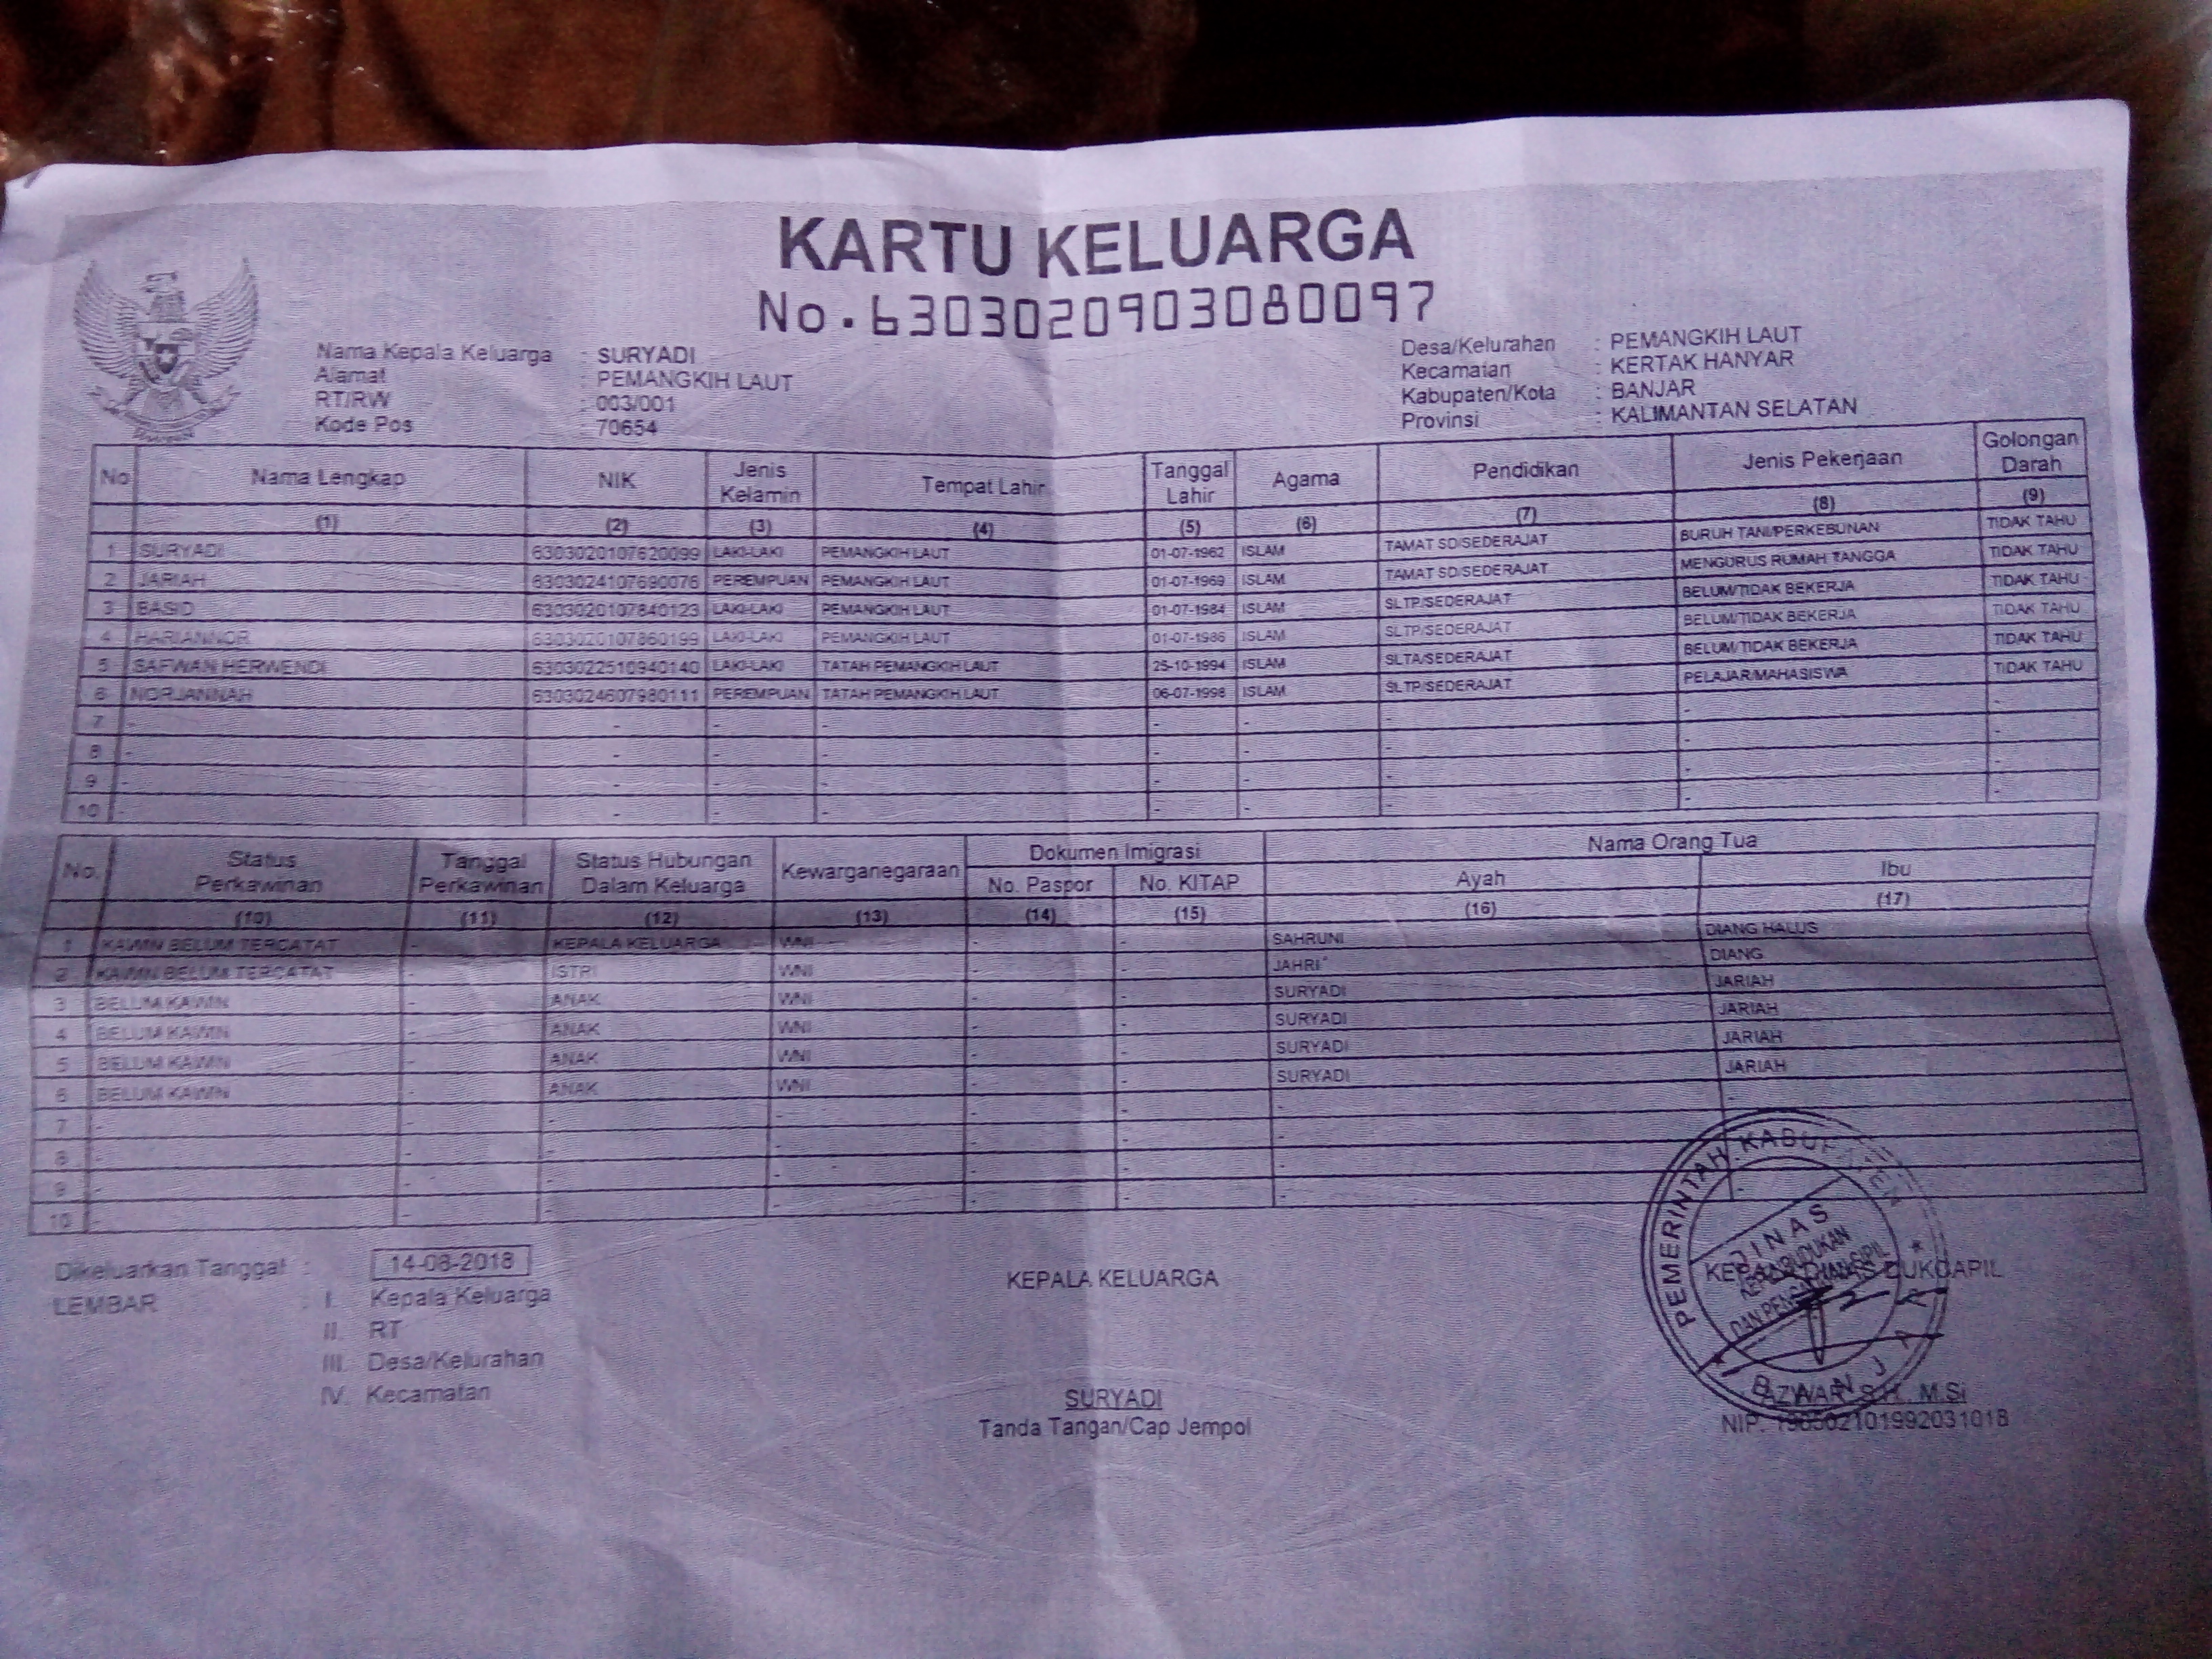 KARTU KELUARGA
No.6303020903080097
Nama Kepala Keluarga : SURYADI
Alamat : PEMANGKIH LAUT
RT/RW : 003/001
Kode Pos : 70654
Desa/Kelurahan : PEMANGKIH LAUT
Kecamatan : KERTAK HANYAR
Kabupaten/Kota : BANJAR
Provinsi : KALIMANTAN SELATAN
No Nama Lengkap NIK Jenis Kelamin Tempat Lahir Tanggal Lahir Agama Pendidikan Jenis Pekerjaan Golongan Darah
(1) (2) (3) (4) (5) (6) (7) (8) (9)
1 SURYADI 6303020107620099 LAKI-LAKI PEMANGKIH LAUT 01-07-1962 ISLAM TAMAT SD/SEDERAJAT BURUH TANI/PERKEBUNAN TIDAK TAHU
2 JARIAH 6303024107690076 PEREMPUAN PEMANGKIH LAUT 01-07-1969 ISLAM TAMAT SD/SEDERAJAT MENGURUS RUMAH TANGGA TIDAK TAHU
3 BASID 6303020107840123 LAKI-LAKI PEMANGKIH LAUT 01-07-1984 ISLAM SLTP/SEDERAJAT BELUM/TIDAK BEKERJA TIDAK TAHU
4 HARIANNOR 6303020107860199 LAKI-LAKI PEMANGKIH LAUT 01-07-1986 ISLAM SLTP/SEDERAJAT BELUM/TIDAK BEKERJA TIDAK TAHU
5 SAFWAN HERWENDI 6303022510940140 LAKI-LAKI TATAH PEMANGKIH LAUT 25-10-1994 ISLAM SLTA/SEDERAJAT BELUM/TIDAK BEKERJA TIDAK TAHU
6 NORJANNAH 6303024607980111 PEREMPUAN TATAH PEMANGKIH LAUT 06-07-1998 ISLAM SLTP/SEDERAJAT PELAJAR/MAHASISWA TIDAK TAHU
7 - - - - - - - - -
8 - - - - - - - - -
9 - - - - - - - - -
10 - - - - - - - - -
No. Status Perkawinan Tanggal Perkawinan Status Hubungan Dalam Keluarga Kewarganegaraan Dokumen Imigrasi Nama Orang Tua
No. Paspor No. KITAP Ayah Ibu
(10) (11) (12) (13) (14) (15) (16) (17)
1 KAWIN BELUM TERCATAT - KEPALA KELUARGA WNI - - SAHRUNI DIANG HALUS
2 KAWIN BELUM TERCATAT - ISTRI WNI - - JAHRI DIANG
3 BELUM KAWIN - ANAK WNI - - SURYADI JARIAH
4 BELUM KAWIN - ANAK WNI - - SURYADI JARIAH
5 BELUM KAWIN - ANAK WNI - - SURYADI JARIAH
6 BELUM KAWIN - ANAK WNI - - SURYADI JARIAH
7 - - - - - - - -
8 - - - - - - - -
9 - - - - - - - -
10 - - - - - - - -
Dikeluarkan Tanggal : 14-08-2018
LEMBAR : I. Kepala Keluarga
II. RT
III. Desa/Kelurahan
IV. Kecamatan
KEPALA KELUARGA
SURYADI
Tanda Tangan/Cap Jempol
KEPALA DINAS DUKCAPIL
PEMERINTAH KABUPATEN
BANJAR
DINAS
KEPENDUDUKAN
DAN PENCATATAN SIPIL
AZWAR, S.H., M.Si
NIP.